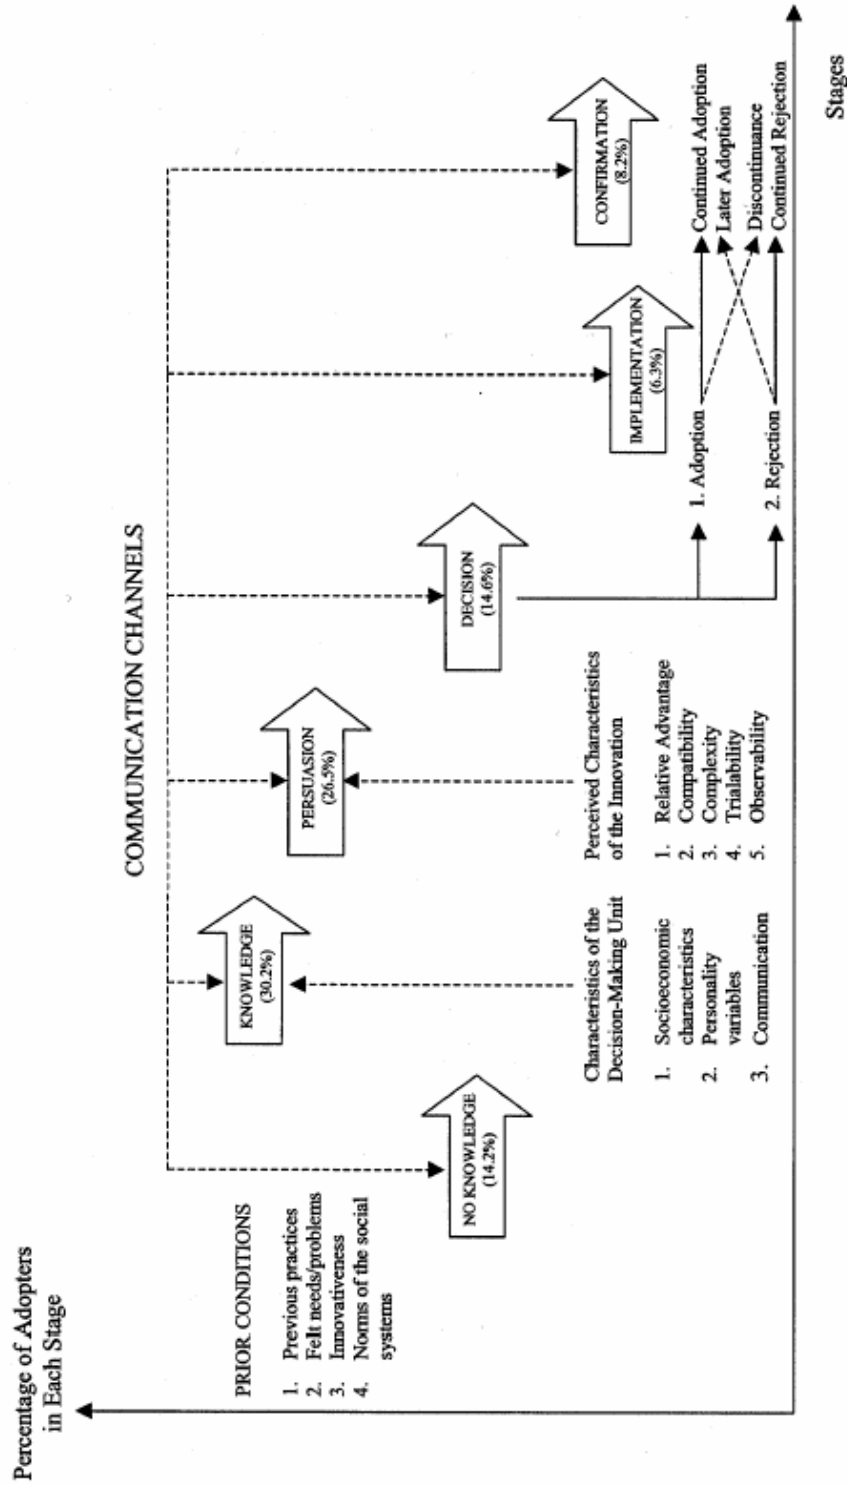 Percentage of Adopters
in Each Stage
COMMUNICATION CHANNELS
PRIOR CONDITIONS
1. Previous practices
2. Felt needs/problems
3. Innovativeness
4. Norms of the social
systems
NO KNOWLEDGE
(14.2%)
KNOWLEDGE
(30.2%)
PERSUASION
(26.5%)
DECISION
(14.6%)
IMPLEMENTATION
(6.3%)
CONFIRMATION
(8.2%)
Characteristics of the
Decision-Making Unit
1. Socioeconomic
characteristics
2. Personality
variables
3. Communication
Perceived Characteristics
of the Innovation
1. Relative Advantage
2. Compatibility
3. Complexity
4. Trialability
5. Observability
1. Adoption
2. Rejection
Continued Adoption
Later Adoption
Discontinuance
Continued Rejection
Stages